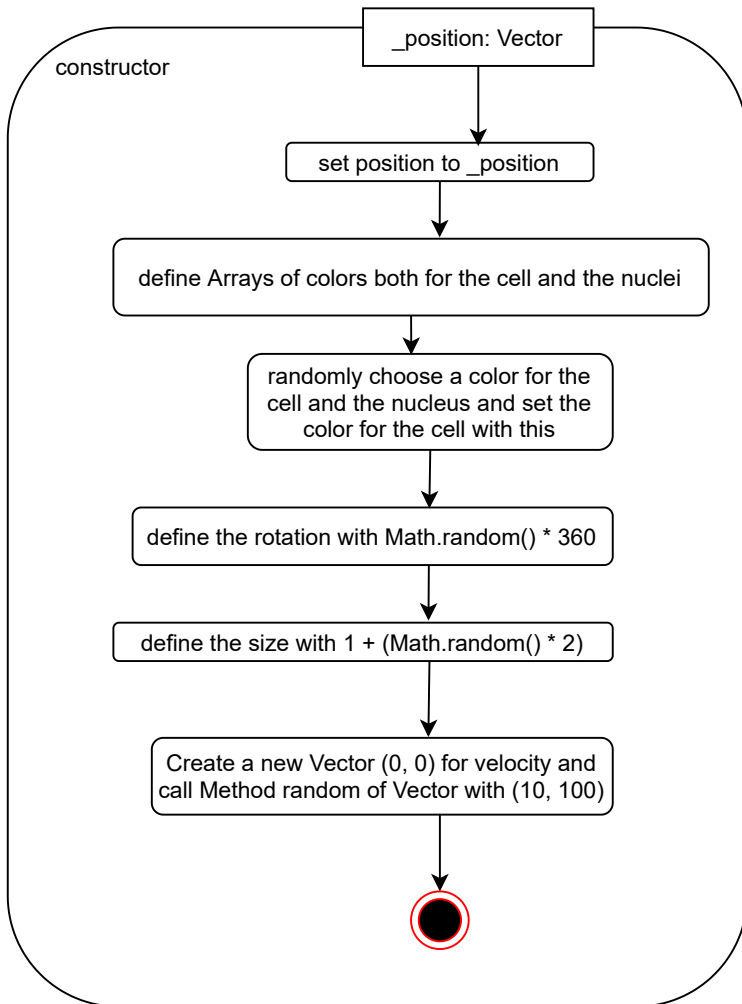 _position: Vector
constructor
set position to _position
define Arrays of colors both for the cell and the nuclei
randomly choose a color for the
cell and the nucleus and set the
color for the cell with this
define the rotation with Math.random() * 360
define the size with 1 + (Math.random() * 2)
Create a new Vector (0, 0) for velocity and
call Method random of Vector with (10, 100)